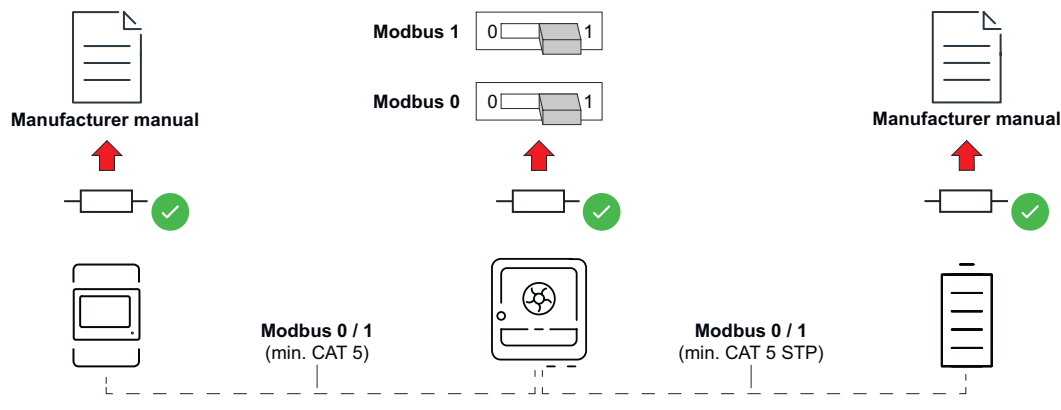 Modbus 1 0 1
Modbus 0 0 1
Manufacturer manual
Manufacturer manual
Modbus 0 / 1
(min. CAT 5)
Modbus 0 / 1
(min. CAT 5 STP)